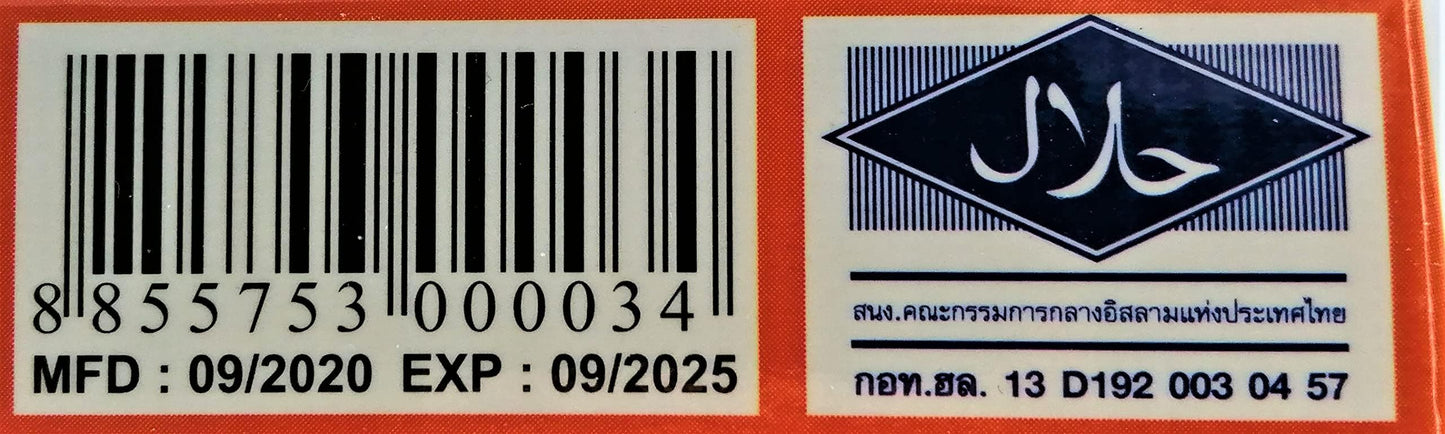 8 855753 000034
MFD : 09/2020 EXP : 09/2025
حلال
สนง.คณะกรรมการกลางอิสลามแห่งประเทศไทย
กอท.ฮล. 13 D192 003 04 57